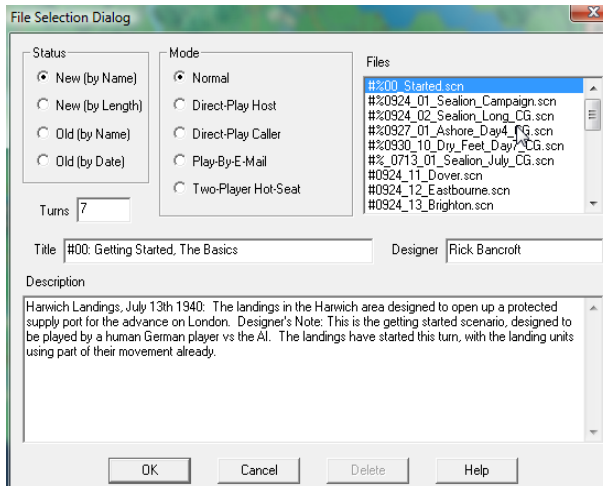 File Selection Dialog
Status
New (by Name)
New (by Length)
Old (by Name)
Old (by Date)
Mode
Normal
Direct-Play Host
Direct-Play Caller
Play-By-E-Mail
Two-Player Hot-Seat
Files
#%00_Started.scn
#%0924_01_Sealion_Campaign.scn
#%0924_02_Sealion_Long_CG.scn
#%0927_01_Ashore_Day4_CG.scn
#%0930_10_Dry_Feet_Day7_CG.scn
#%_0713_01_Sealion_July_CG.scn
#0924_11_Dover.scn
#0924_12_Eastbourne.scn
#0924_13_Brighton.scn
Turns 7
Title #00: Getting Started, The Basics Designer Rick Bancroft
Description
Harwich Landings, July 13th 1940: The landings in the Harwich area designed to open up a protected
supply port for the advance on London. Designer's Note: This is the getting started scenario, designed to
be played by a human German player vs the AI. The landings have started this turn, with the landing units
using part of their movement already.
OK Cancel Delete Help